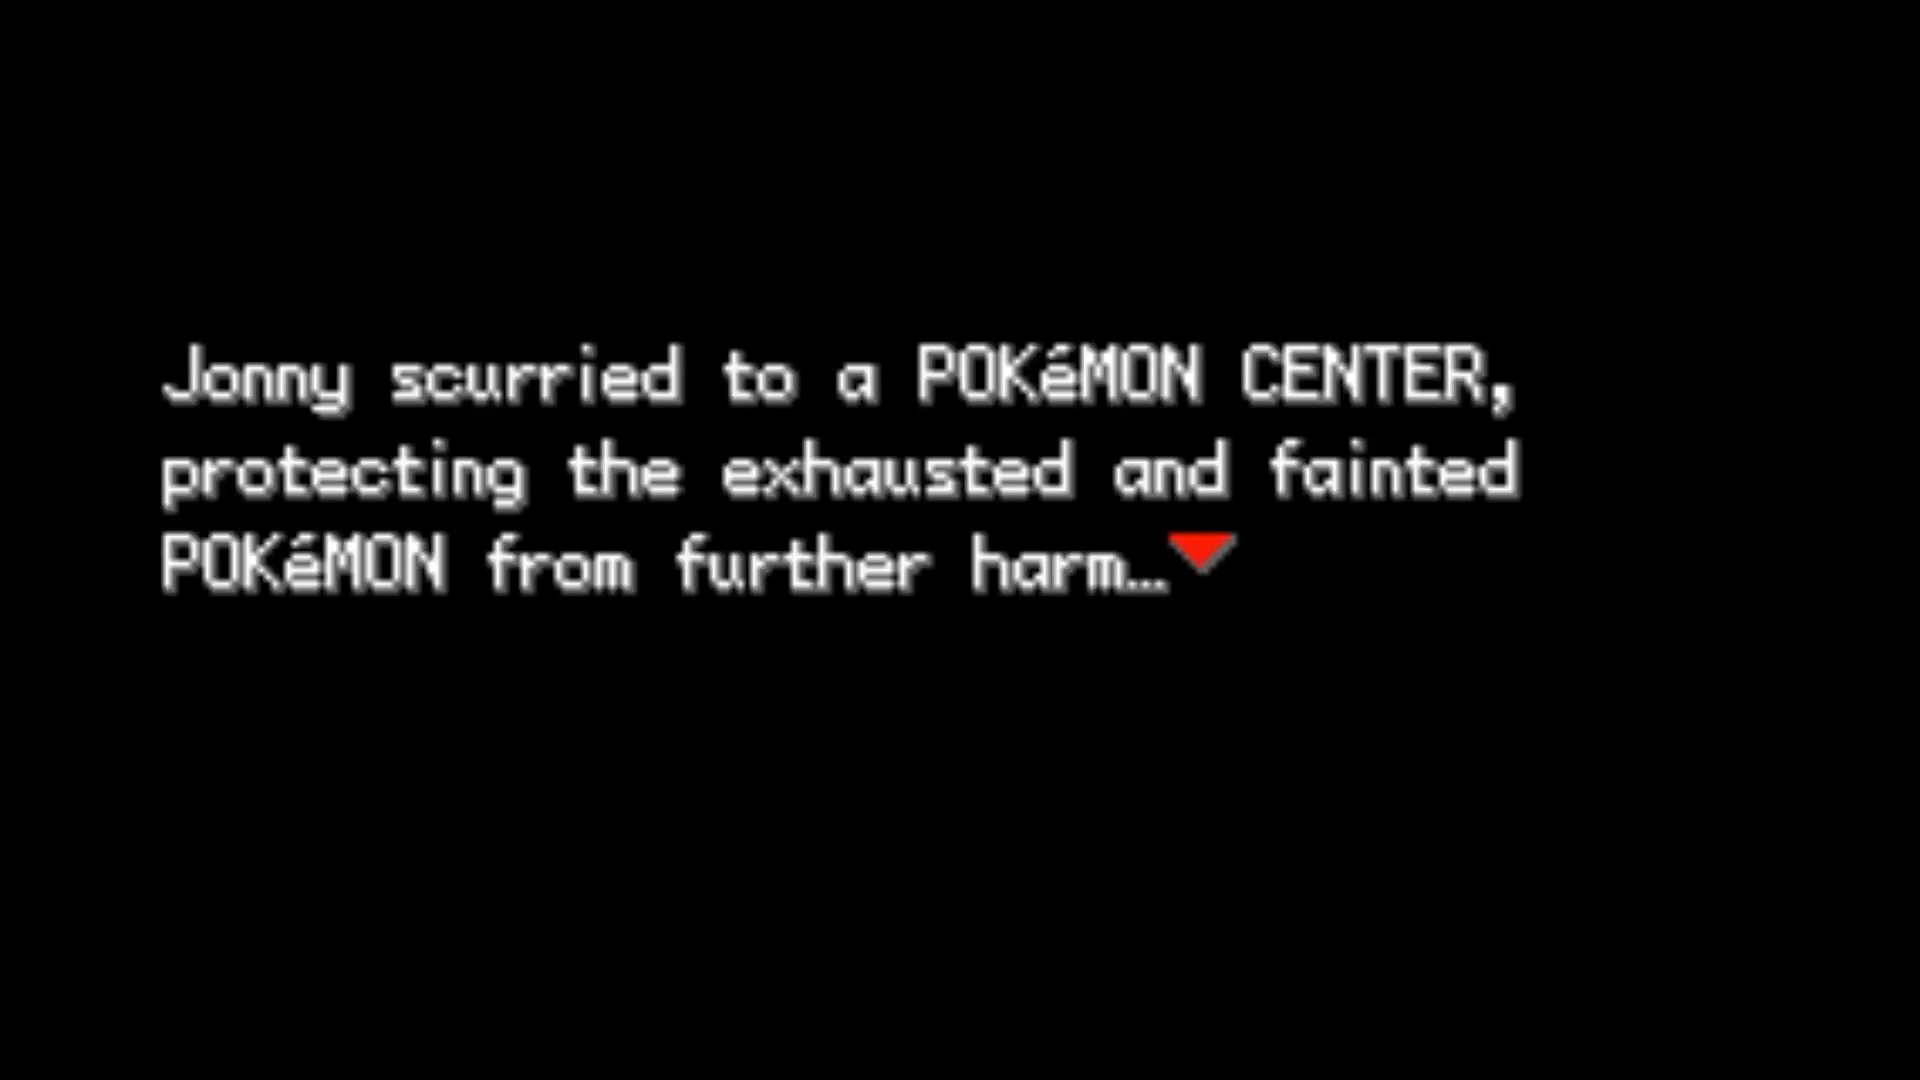 Jonny scurried to a POKéMON CENTER,
protecting the exhausted and fainted
POKéMON from further harm…